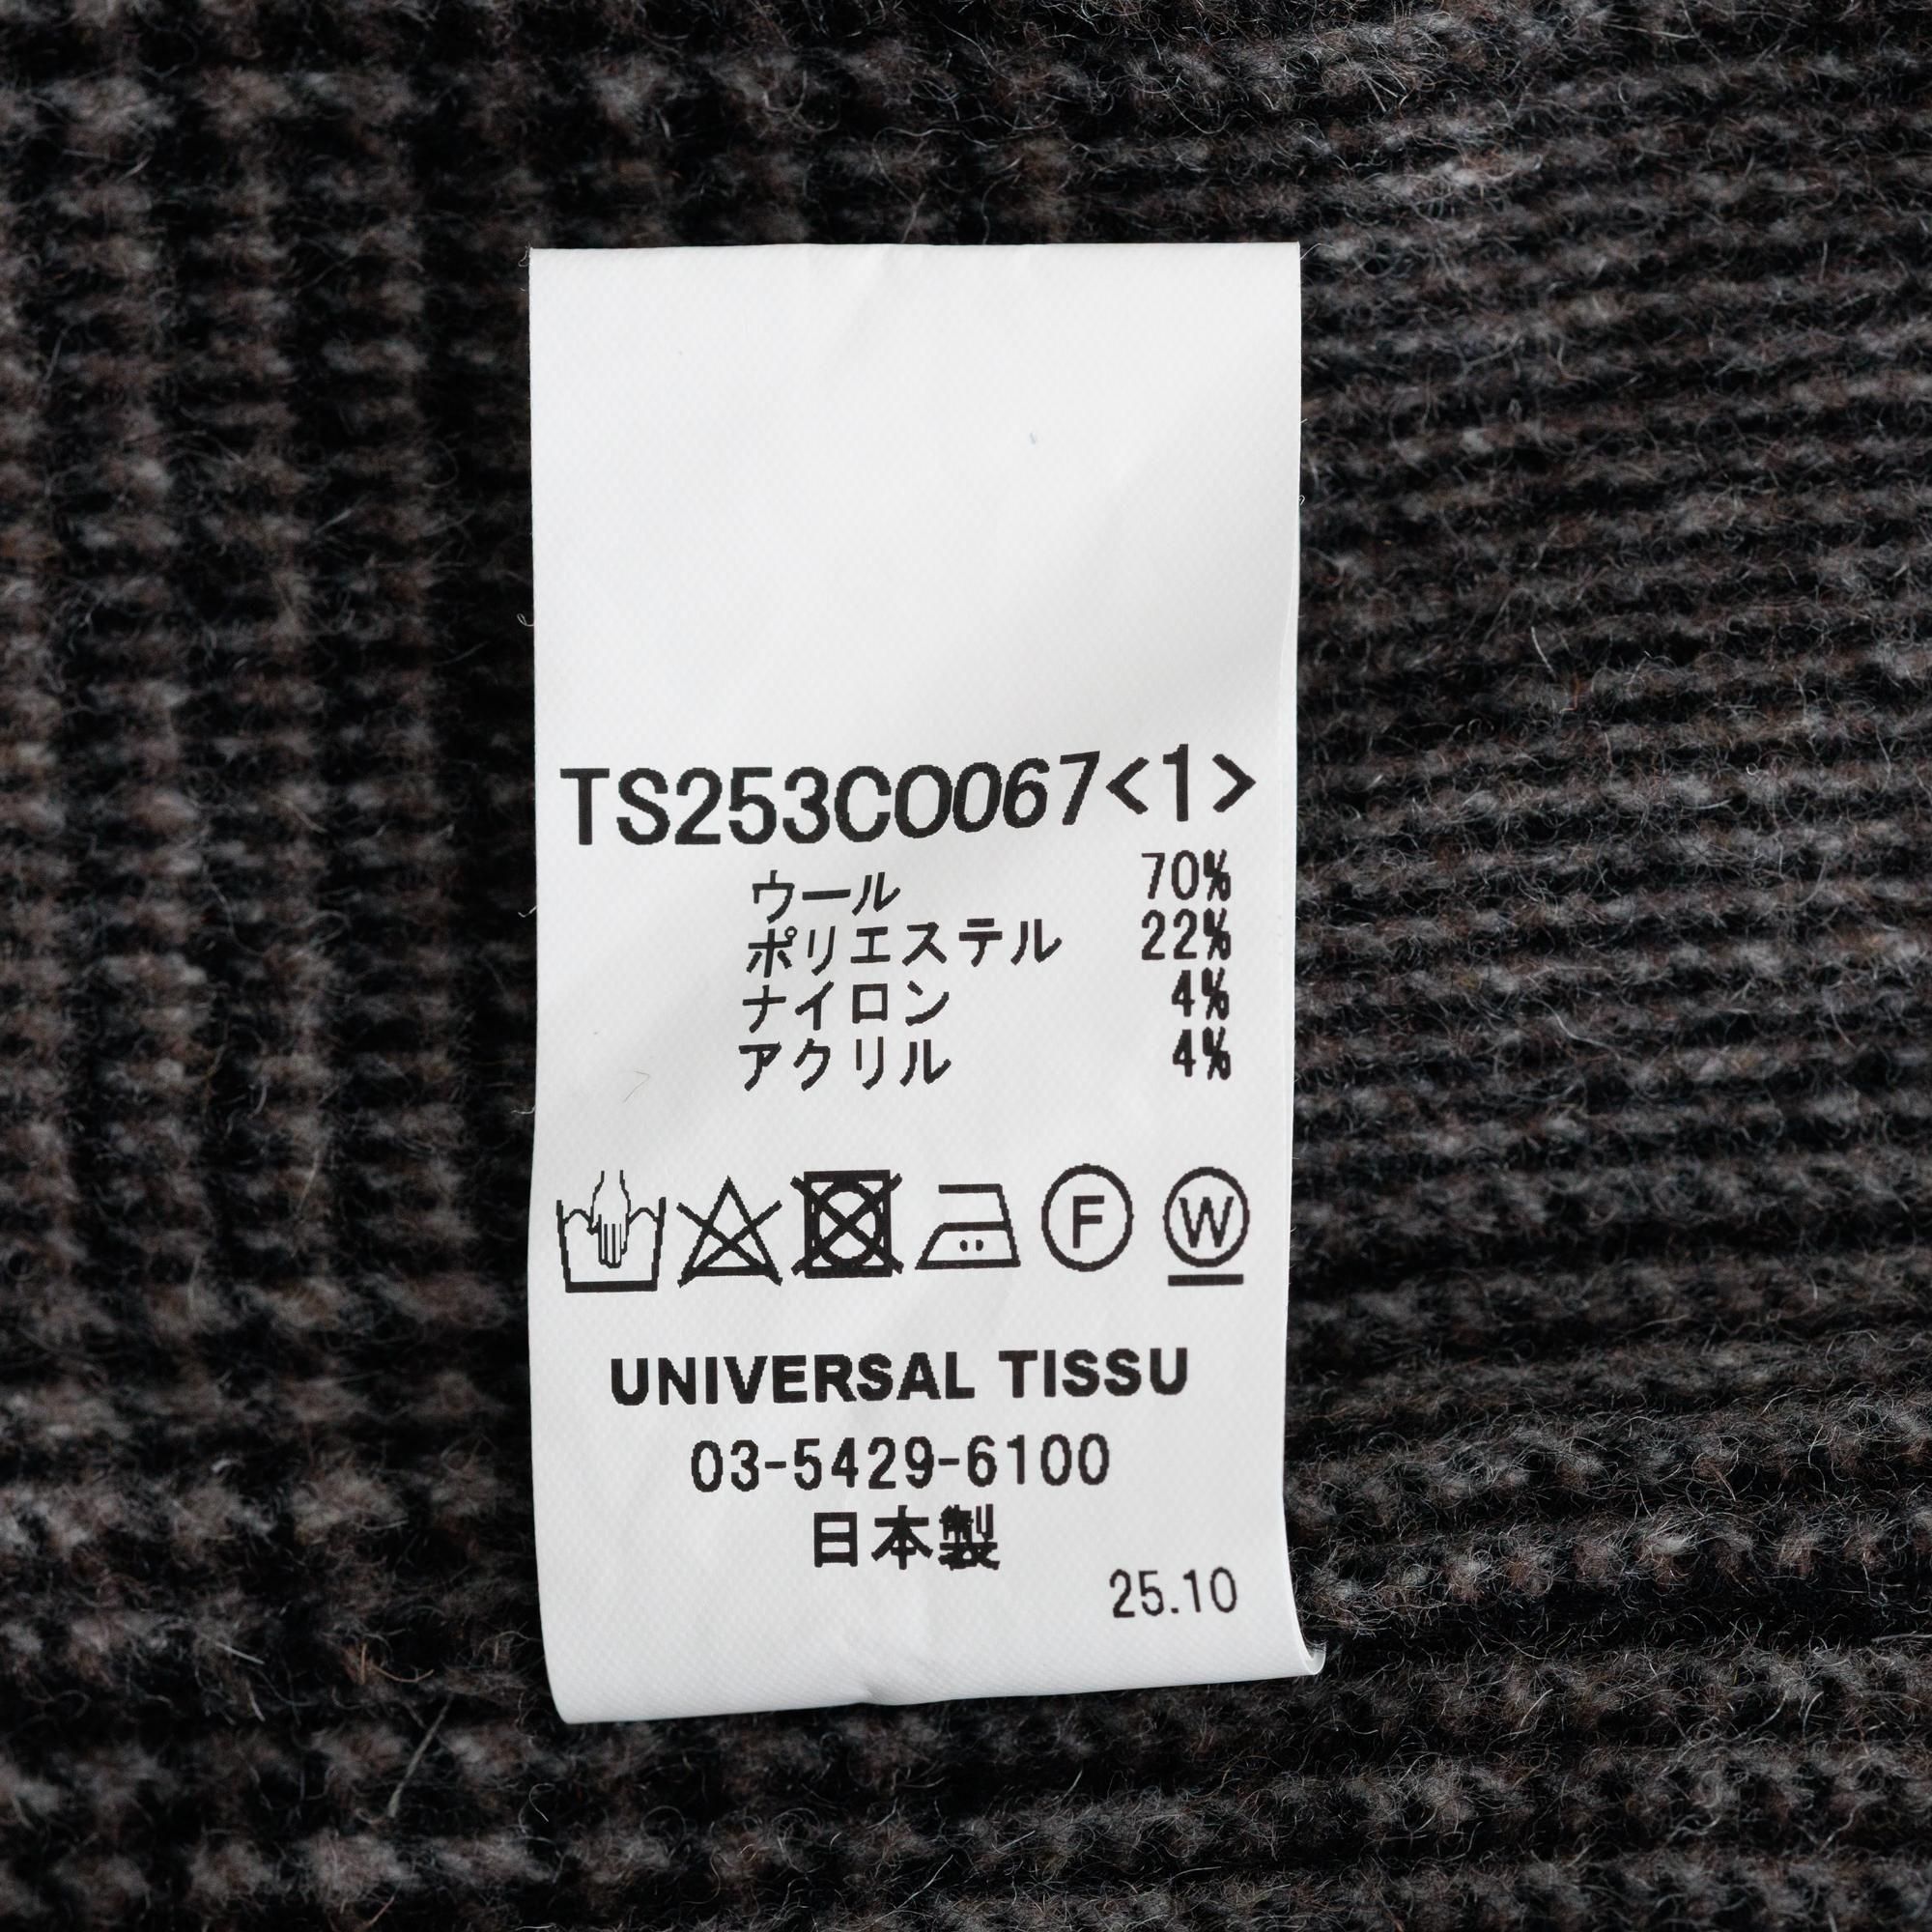 TS253CO067<1>
ウール 70%
ポリエステル 22%
ナイロン 4%
アクリル 4%
F W
UNIVERSAL TISSU
03-5429-6100
日本製
25.10